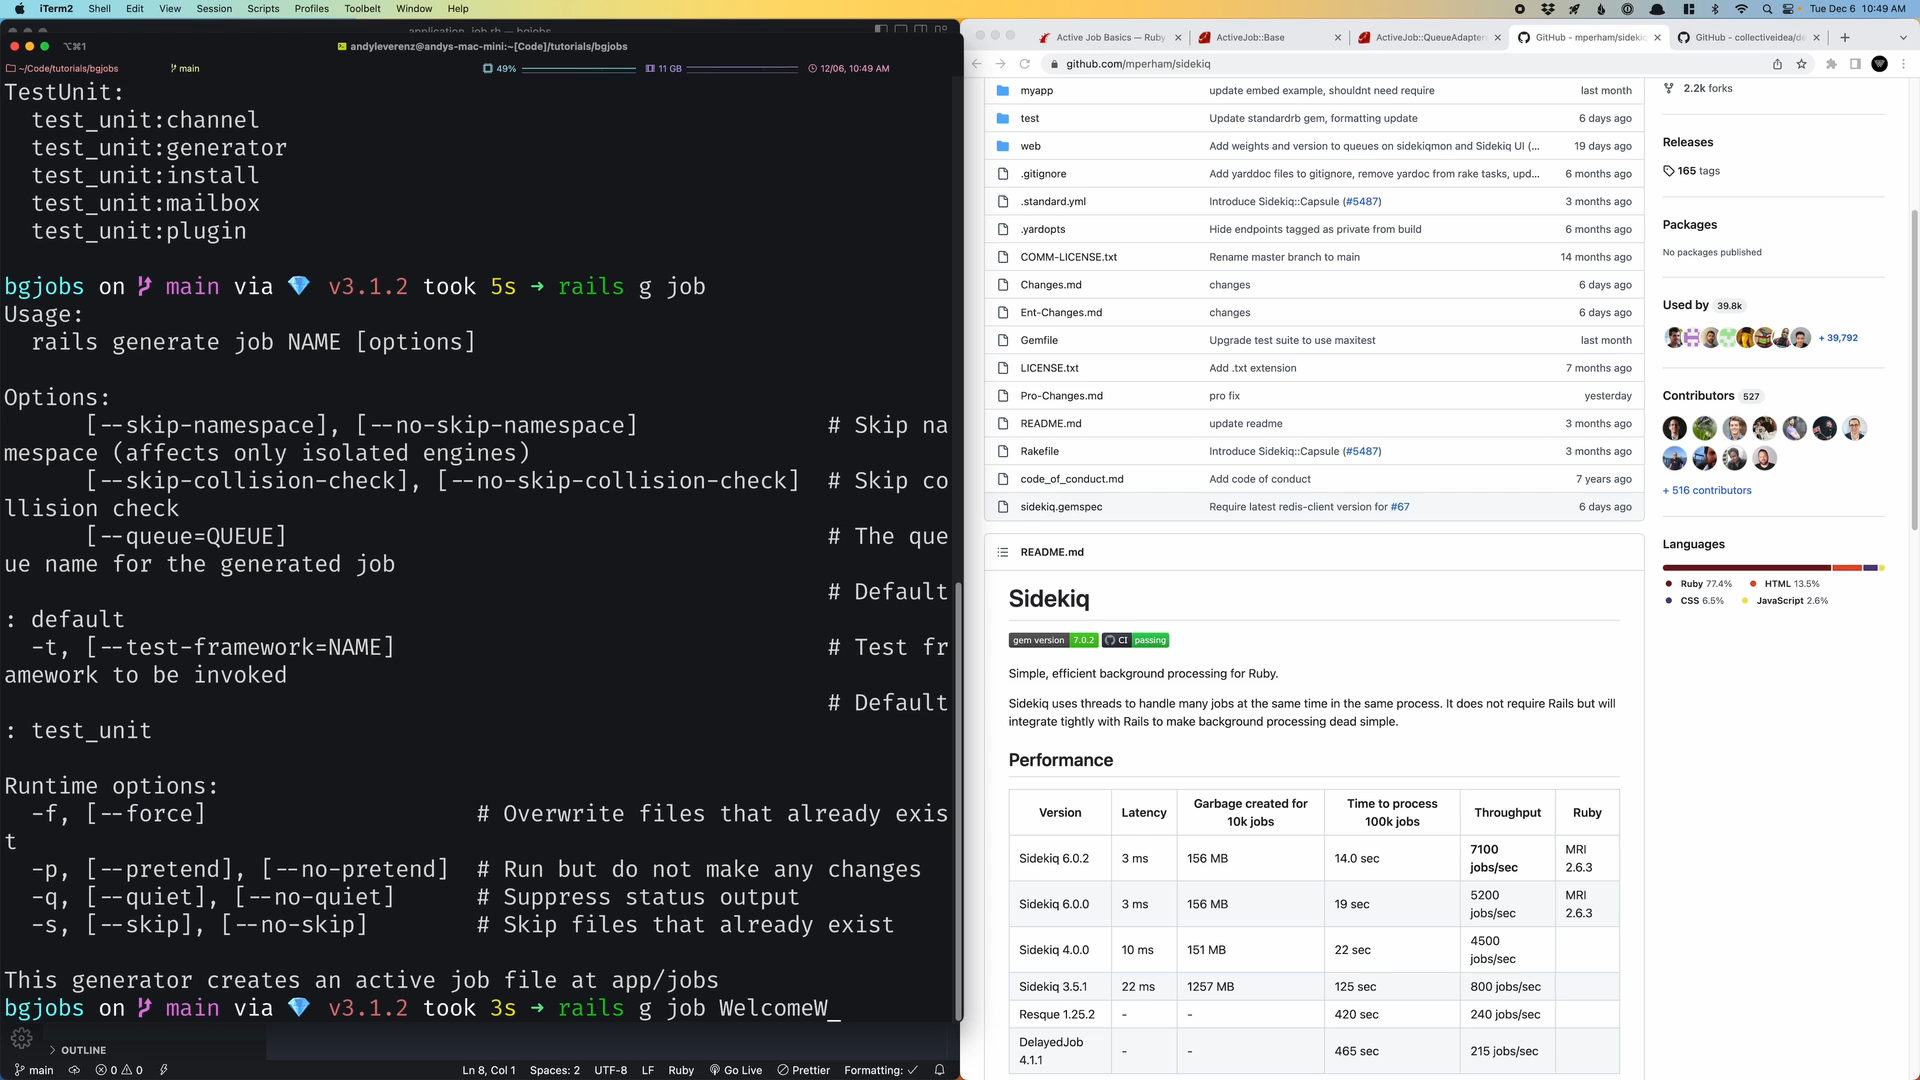 iTerm2 Shell Edit View Session Scripts Profiles Toolbelt Window Help
Tue Dec 6 10:49 AM
application_job.rb — bgjobs
⌥⌘1
andyleverenz@andys-mac-mini:~[Code]/tutorials/bgjobs
~/Code/tutorials/bgjobs main 49% 11 GB 12/06, 10:49 AM
TestUnit:
test_unit:channel
test_unit:generator
test_unit:install
test_unit:mailbox
test_unit:plugin
bgjobs on main via v3.1.2 took 5s → rails g job
Usage:
rails generate job NAME [options]
Options:
[--skip-namespace], [--no-skip-namespace] # Skip na
mespace (affects only isolated engines)
[--skip-collision-check], [--no-skip-collision-check] # Skip co
llision check
[--queue=QUEUE] # The que
ue name for the generated job
# Default
: default
-t, [--test-framework=NAME] # Test fr
amework to be invoked
# Default
: test_unit
Runtime options:
-f, [--force] # Overwrite files that already exis
t
-p, [--pretend], [--no-pretend] # Run but do not make any changes
-q, [--quiet], [--no-quiet] # Suppress status output
-s, [--skip], [--no-skip] # Skip files that already exist
This generator creates an active job file at app/jobs
bgjobs on main via v3.1.2 took 3s → rails g job WelcomeW_
OUTLINE
main 0 0 Ln 8, Col 1 Spaces: 2 UTF-8 LF Ruby Go Live Prettier Formatting: ✓
Active Job Basics — Ruby
ActiveJob::Base
ActiveJob::QueueAdapters
GitHub - mperham/sidekiq
GitHub - collectiveidea/de
github.com/mperham/sidekiq
myapp update embed example, shouldnt need require last month
test Update standardrb gem, formatting update 6 days ago
web Add weights and version to queues on sidekiqmon and Sidekiq UI (... 19 days ago
.gitignore Add yarddoc files to gitignore, remove yardoc from rake tasks, upd... 6 months ago
.standard.yml Introduce Sidekiq::Capsule (#5487) 3 months ago
.yardopts Hide endpoints tagged as private from build 6 months ago
COMM-LICENSE.txt Rename master branch to main 14 months ago
Changes.md changes 6 days ago
Ent-Changes.md changes 6 days ago
Gemfile Upgrade test suite to use maxitest last month
LICENSE.txt Add .txt extension 7 months ago
Pro-Changes.md pro fix yesterday
README.md update readme 3 months ago
Rakefile Introduce Sidekiq::Capsule (#5487) 3 months ago
code_of_conduct.md Add code of conduct 7 years ago
sidekiq.gemspec Require latest redis-client version for #67 6 days ago
README.md
Sidekiq
gem version 7.0.2 CI passing
Simple, efficient background processing for Ruby.
Sidekiq uses threads to handle many jobs at the same time in the same process. It does not require Rails but will
integrate tightly with Rails to make background processing dead simple.
Performance
Version Latency Garbage created for 10k jobs Time to process 100k jobs Throughput Ruby
Sidekiq 6.0.2 3 ms 156 MB 14.0 sec 7100 jobs/sec MRI 2.6.3
Sidekiq 6.0.0 3 ms 156 MB 19 sec 5200 jobs/sec MRI 2.6.3
Sidekiq 4.0.0 10 ms 151 MB 22 sec 4500 jobs/sec
Sidekiq 3.5.1 22 ms 1257 MB 125 sec 800 jobs/sec
Resque 1.25.2 - - 420 sec 240 jobs/sec
DelayedJob 4.1.1 - - 465 sec 215 jobs/sec
2.2k forks
Releases
165 tags
Packages
No packages published
Used by 39.8k
+ 39,792
Contributors 527
+ 516 contributors
Languages
Ruby 77.4% HTML 13.5%
CSS 6.5% JavaScript 2.6%